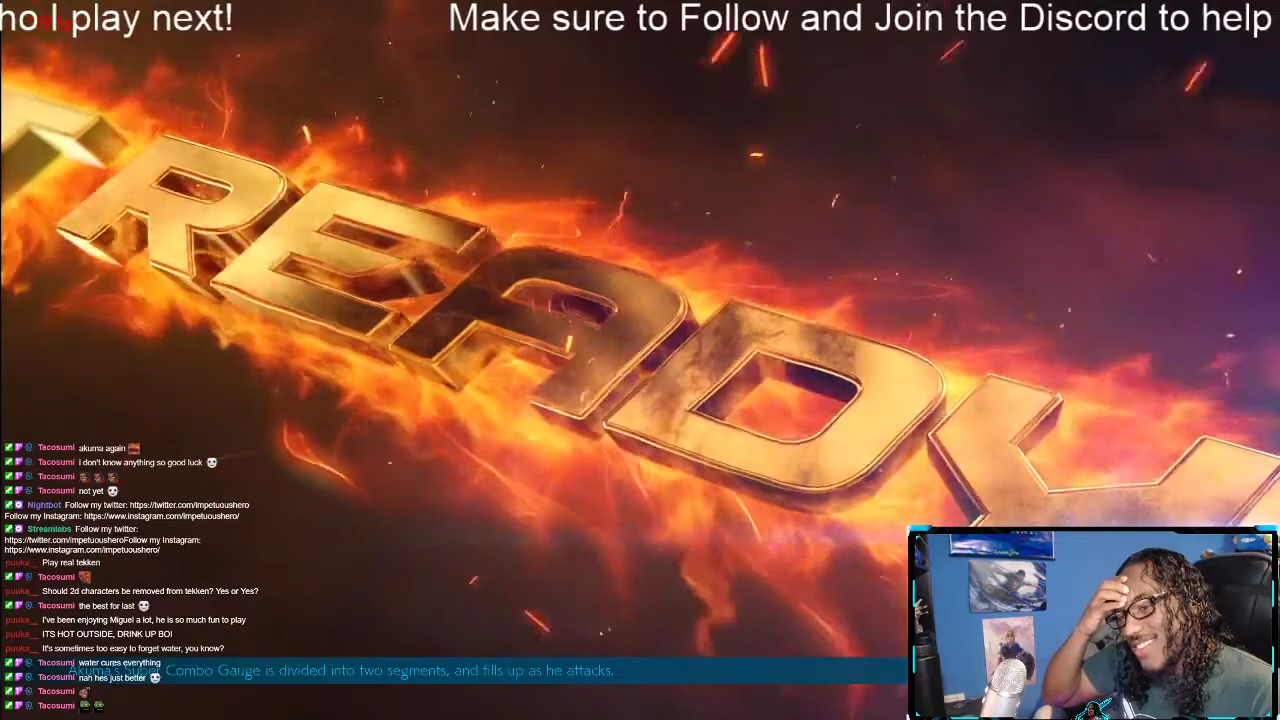 ho I play next!
Make sure to Follow and Join the Discord to help
READY
Tacosumi akuma again
Tacosumi i don't know anything so good luck
Tacosumi
Tacosumi not yet
Nightbot Follow my twitter: https://twitter.com/impetuoushero
Follow my Instagram: https://www.instagram.com/impetuoushero/
Streamlabs Follow my twitter:
https://twitter.com/impetuousheroFollow my Instagram:
https://www.instagram.com/impetuoushero/
puuka__ Play real tekken
Tacosumi
puuka__ Should 2d characters be removed from tekken? Yes or Yes?
Tacosumi the best for last
puuka__ I've been enjoying Miguel a lot, he is so much fun to play
puuka__ ITS HOT OUTSIDE, DRINK UP BOI
puuka__ It's sometimes too easy to forget water, you know?
Tacosumi water cures everything
Akuma's Super Combo Gauge is divided into two segments, and fills up as he attacks.
Tacosumi nah hes just better
Tacosumi
Tacosumi